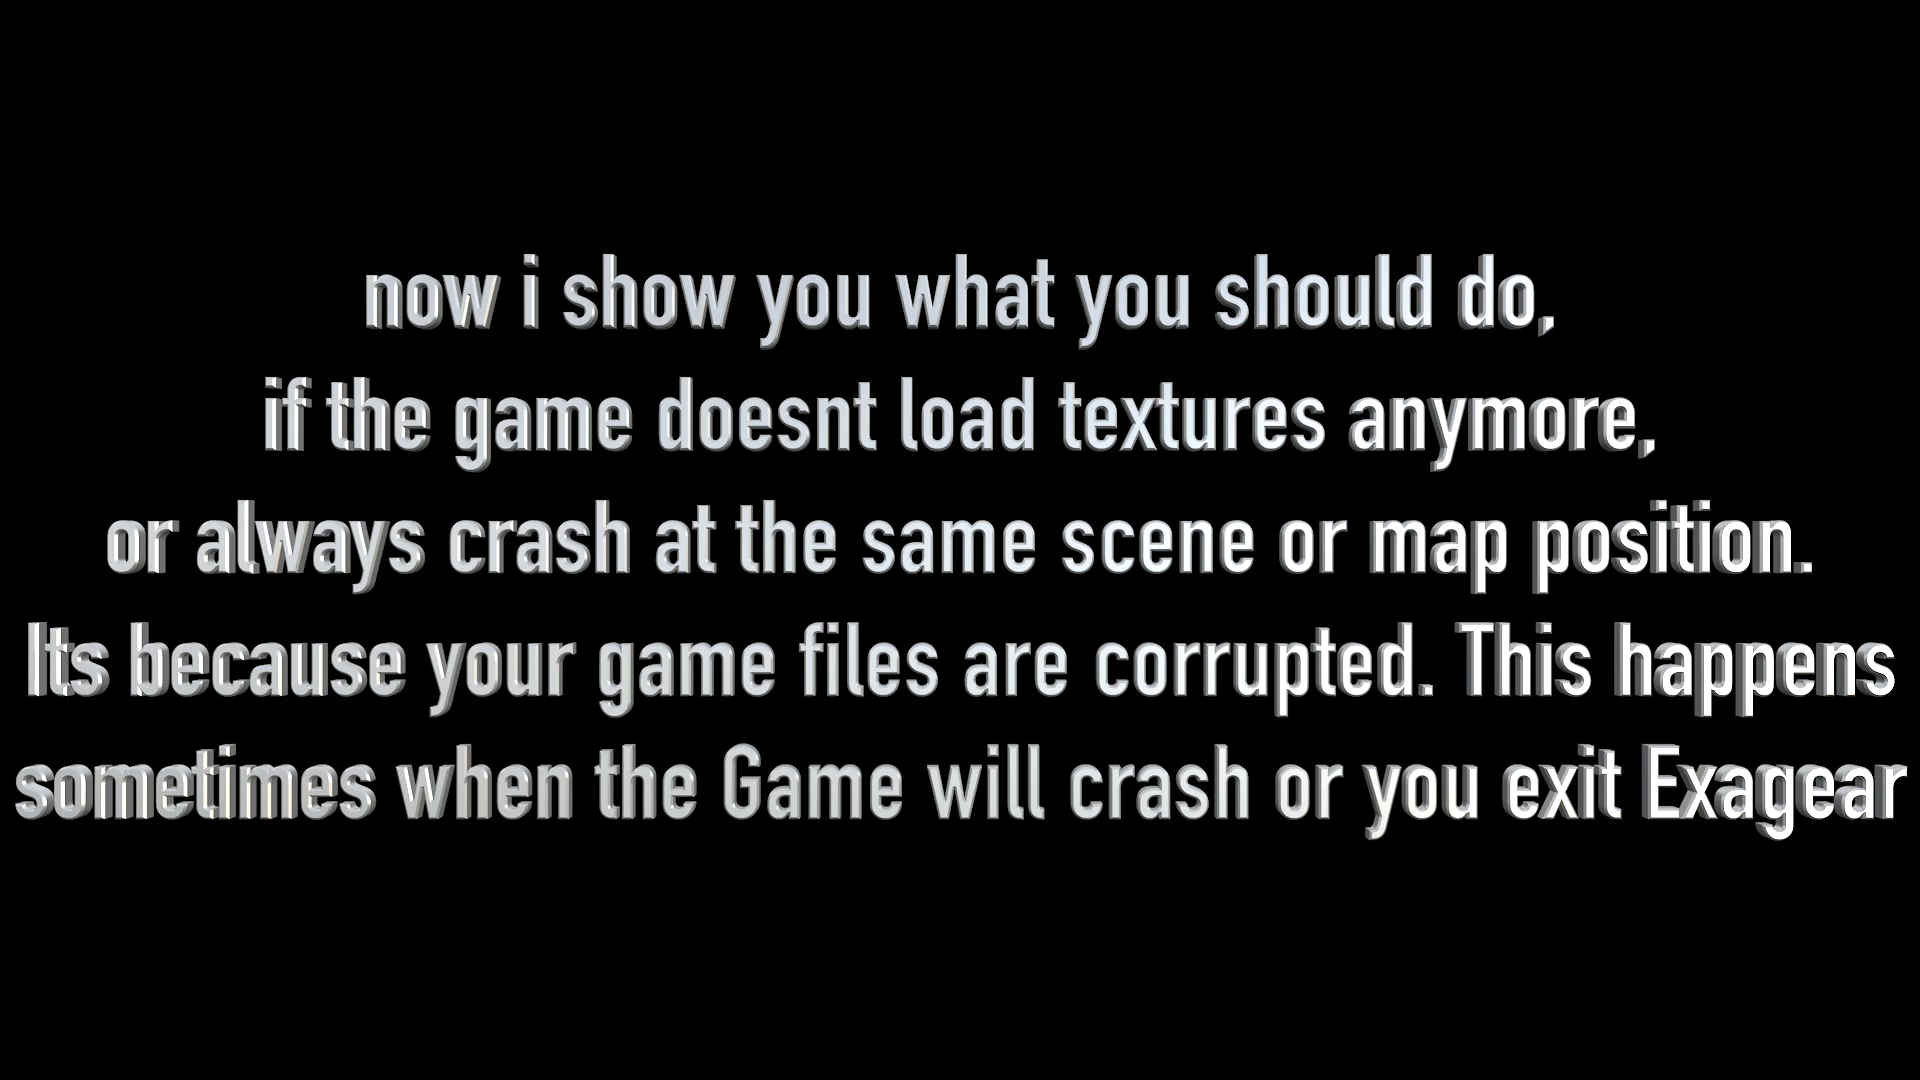 now i show you what you should do,
if the game doesnt load textures anymore,
or always crash at the same scene or map position.
Its because your game files are corrupted. This happens
sometimes when the Game will crash or you exit Exagear